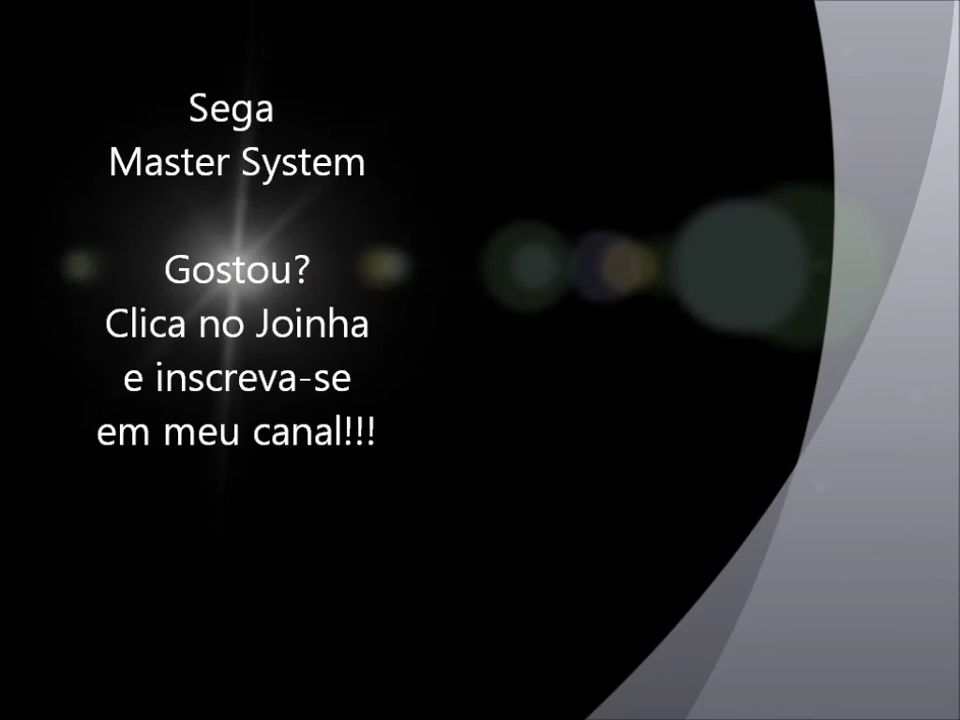 Sega
Master System
Gostou?
Clica no Joinha
e inscreva-se
em meu canal!!!